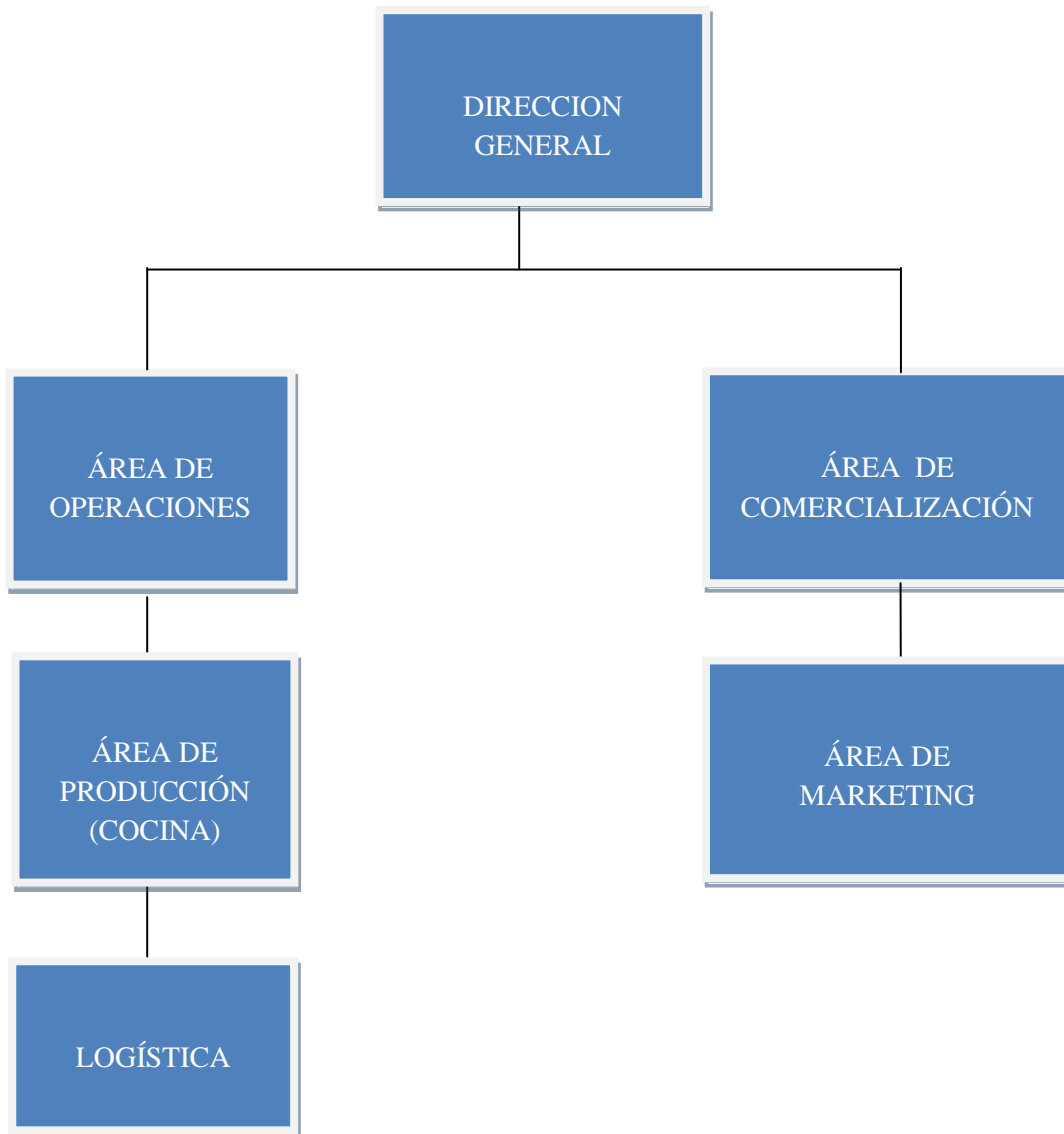 DIRECCION
GENERAL
ÁREA DE
OPERACIONES
ÁREA DE
COMERCIALIZACIÓN
ÁREA DE
PRODUCCIÓN
(COCINA)
ÁREA DE
MARKETING
LOGÍSTICA